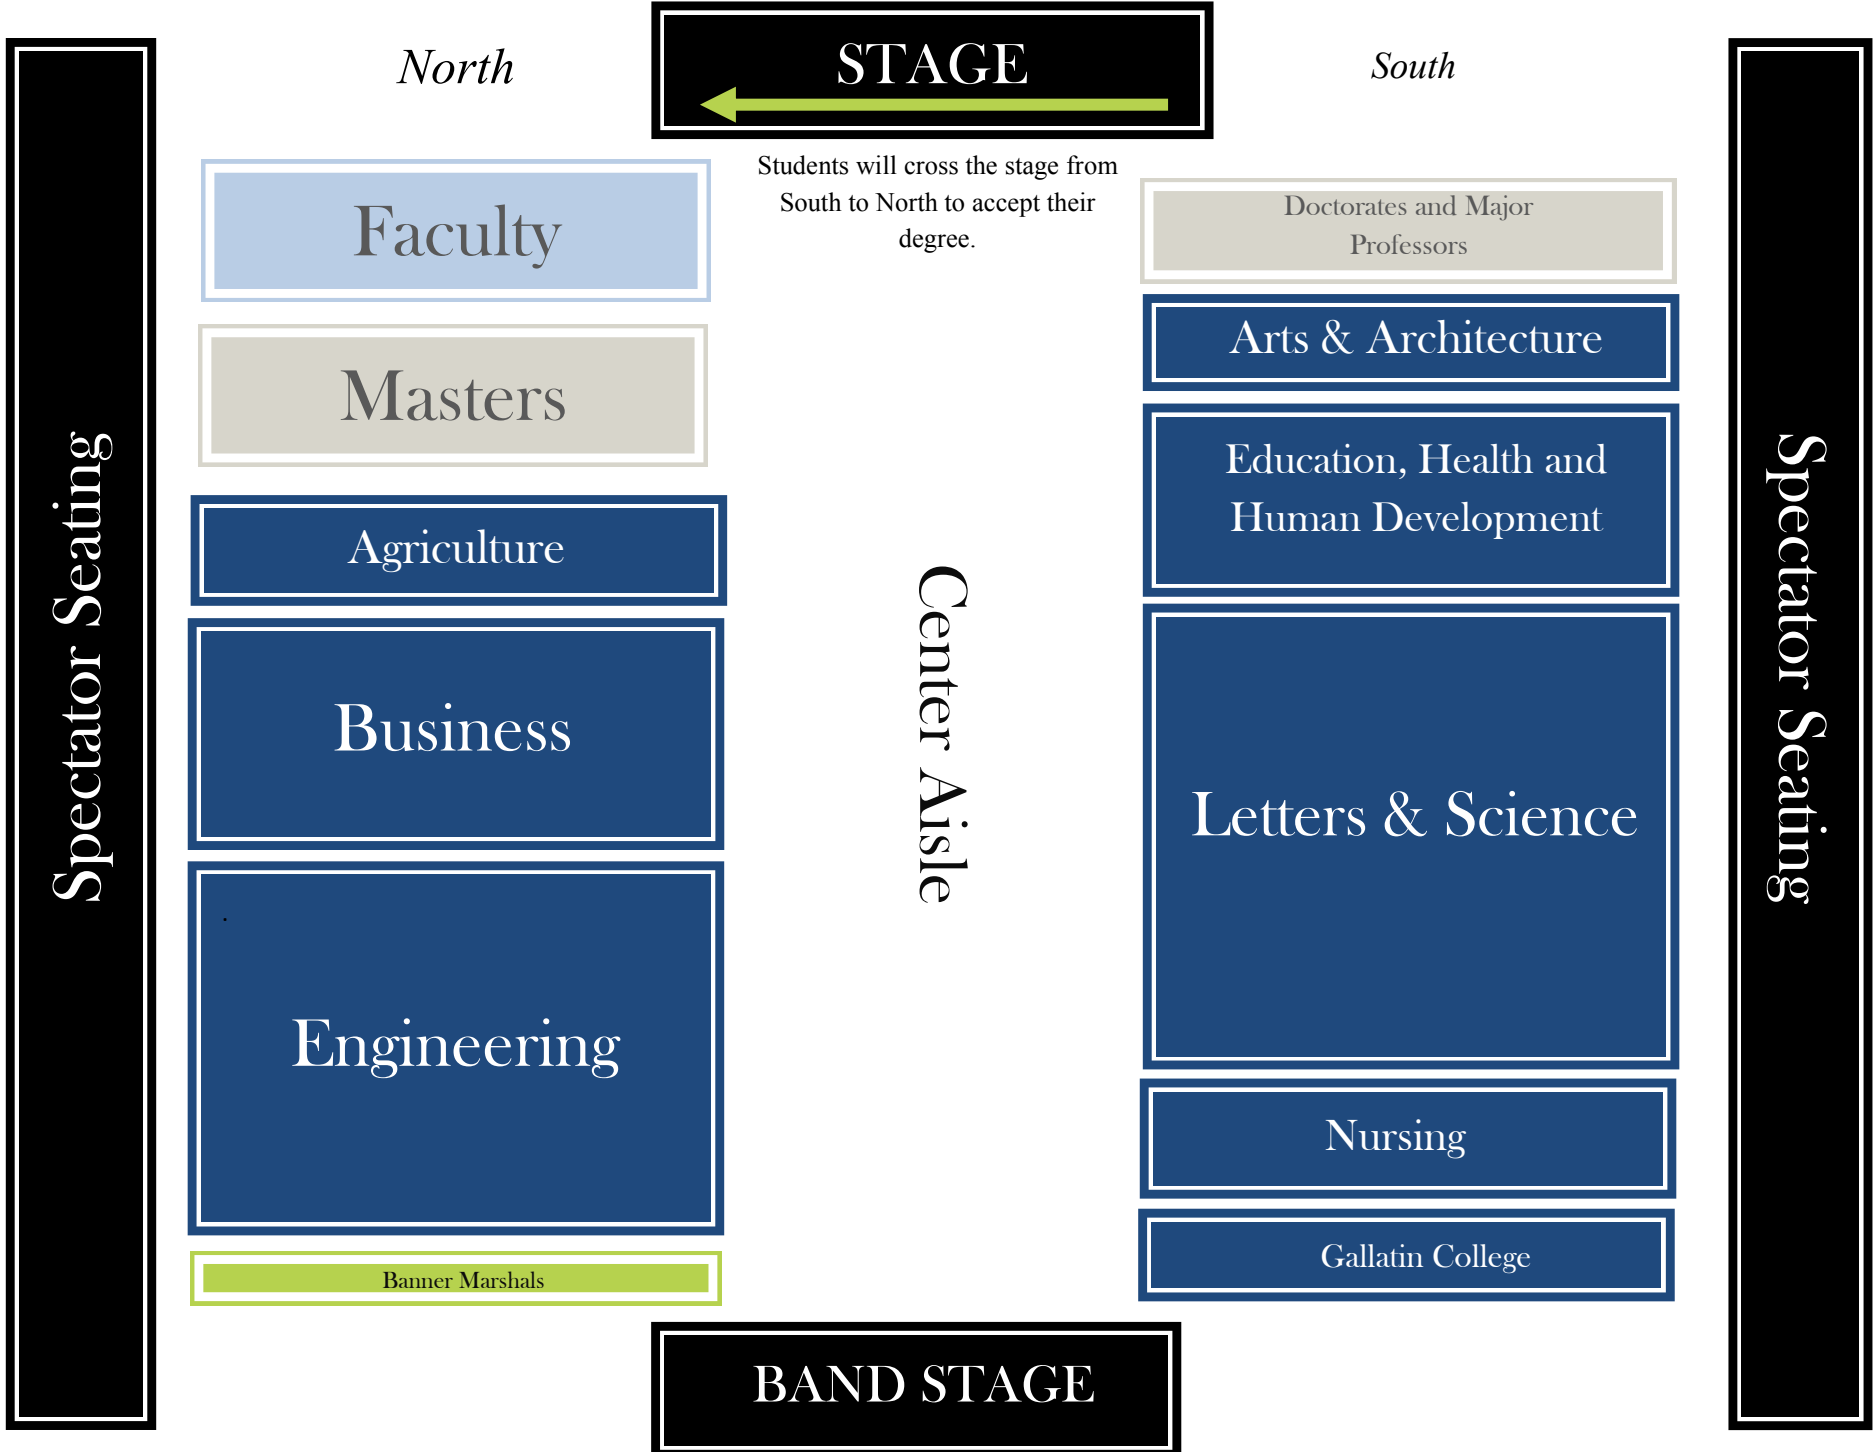 North
STAGE
South
Students will cross the stage from
South to North to accept their
degree.
Faculty
Masters
Agriculture
Business
.
Engineering
Banner Marshals
Spectator Seating
Center Aisle
Doctorates and Major
Professors
Arts & Architecture
Education, Health and
Human Development
Letters & Science
Nursing
Gallatin College
Spectator Seating
BAND STAGE